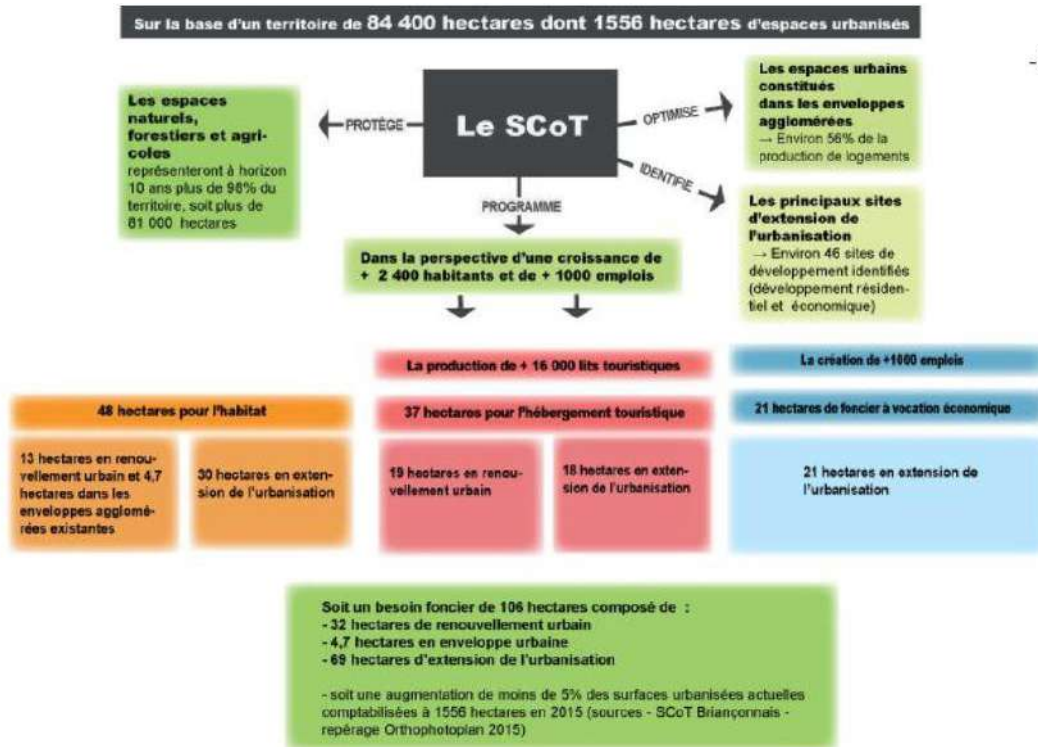 Sur la base d'un territoire de 84 400 hectares dont 1556 hectares d'espaces urbanisés
Les espaces
naturels,
forestiers et agri-
coles
représenteront à horizon
10 ans plus de 98% du
territoire, soit plus de
81 000 hectares
PROTÈGE
Le SCoT
OPTIMISE
Les espaces urbains
constitués
dans les enveloppes
agglomérées
→ Environ 56% de la
production de logements
IDENTIFIE
Les principaux sites
d'extension de
l'urbanisation
→ Environ 46 sites de
développement identifiés
(développement résiden-
tiel et économique)
PROGRAMME
Dans la perspective d'une croissance de
+ 2 400 habitants et de + 1000 emplois
La production de + 16 000 lits touristiques
La création de +1000 emplois
48 hectares pour l'habitat
37 hectares pour l'hébergement touristique
21 hectares de foncier à vocation économique
13 hectares en renou-
vellement urbain et 4,7
hectares dans les
enveloppes agglomé-
rées existantes
30 hectares en exten-
sion de l'urbanisation
19 hectares en renou-
vellement urbain
18 hectares en exten-
sion de l'urbanisation
21 hectares en extension de
l'urbanisation
Soit un besoin foncier de 106 hectares composé de :
- 32 hectares de renouvellement urbain
- 4,7 hectares en enveloppe urbaine
- 69 hectares d'extension de l'urbanisation
- soit une augmentation de moins de 5% des surfaces urbanisées actuelles
comptabilisées à 1556 hectares en 2015 (sources - SCoT Briançonnais -
repérage Orthophotoplan 2015)